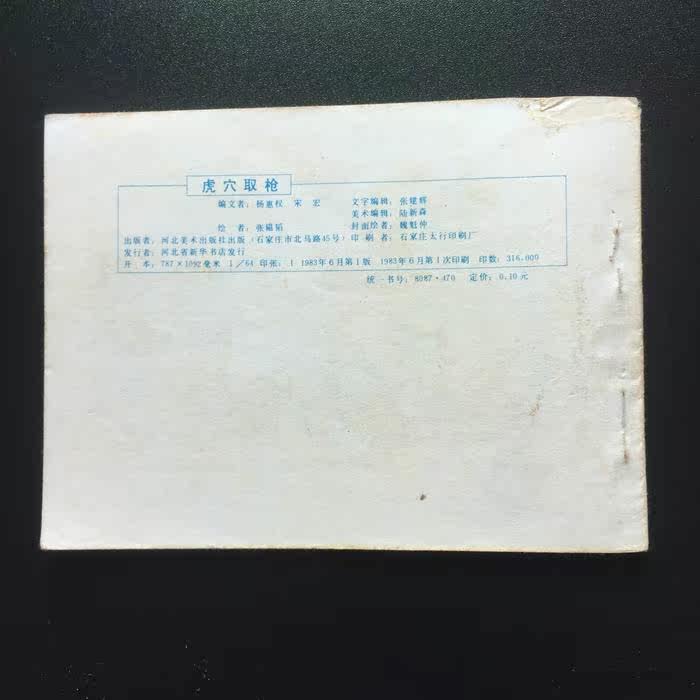 虎穴取枪
编文者：杨惠权 宋 宏 文字编辑：张建辉
美术编辑：陆新森
绘 者：张鬴韬 封面绘者：魏魁仲
出版者：河北美术出版社出版（石家庄市北马路45号）印 刷 者：石家庄太行印刷厂
发行者：河北省新华书店发行
开 本：787×1092毫米 1／64 印张：1 1983年6月第1版 1983年6月第1次印刷 印数：316.000
统一书号：8087·470 定价：0.10元